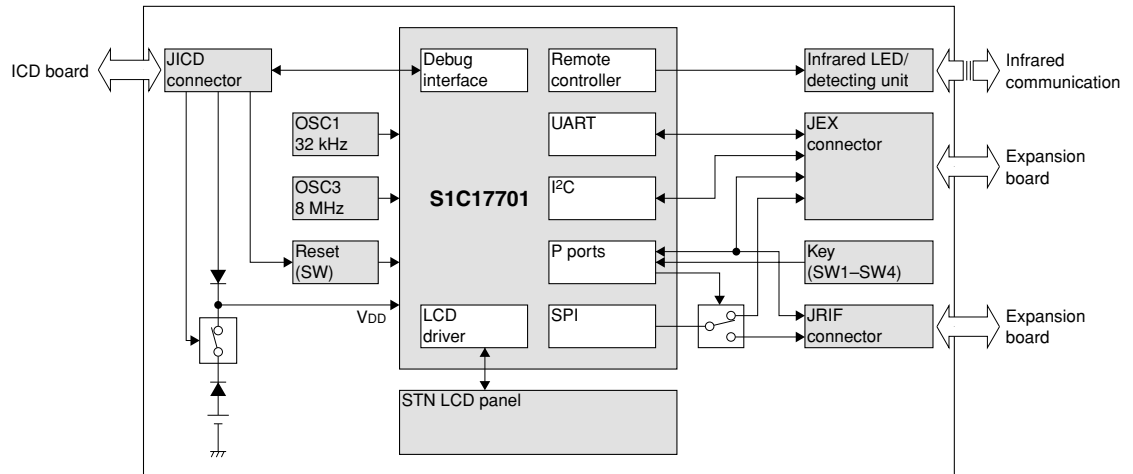 ICD board
JICD
connector
Debug
interface
Remote
controller
Infrared LED/
detecting unit
Infrared
communication
OSC1
32 kHz
UART
JEX
connector
Expansion
board
OSC3
8 MHz
S1C17701
I²C
Reset
(SW)
P ports
Key
(SW1–SW4)
VDD
LCD
driver
SPI
JRIF
connector
Expansion
board
STN LCD panel